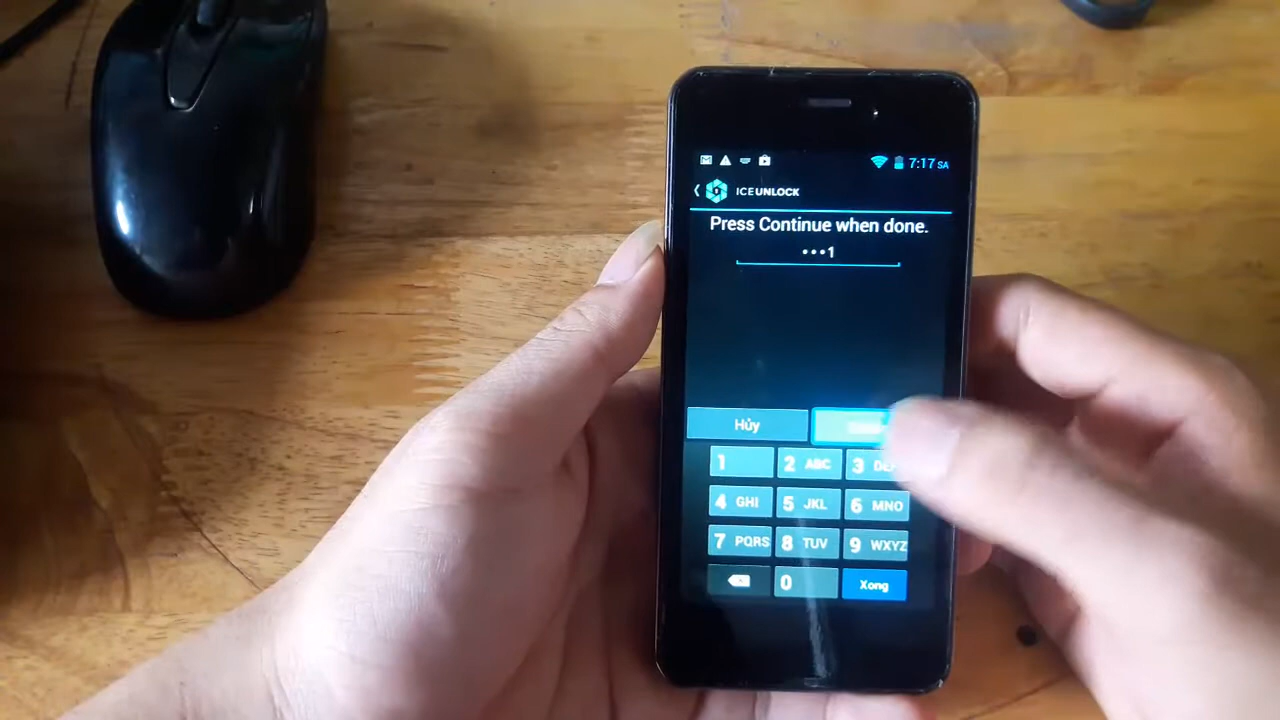 7:17 SA
ICEUNLOCK
Press Continue when done.
•••1
Hủy
1
2 ABC
3
4 GHI
5 JKL
6 MNO
7 PQRS
8 TUV
9 WXYZ
0
Xong